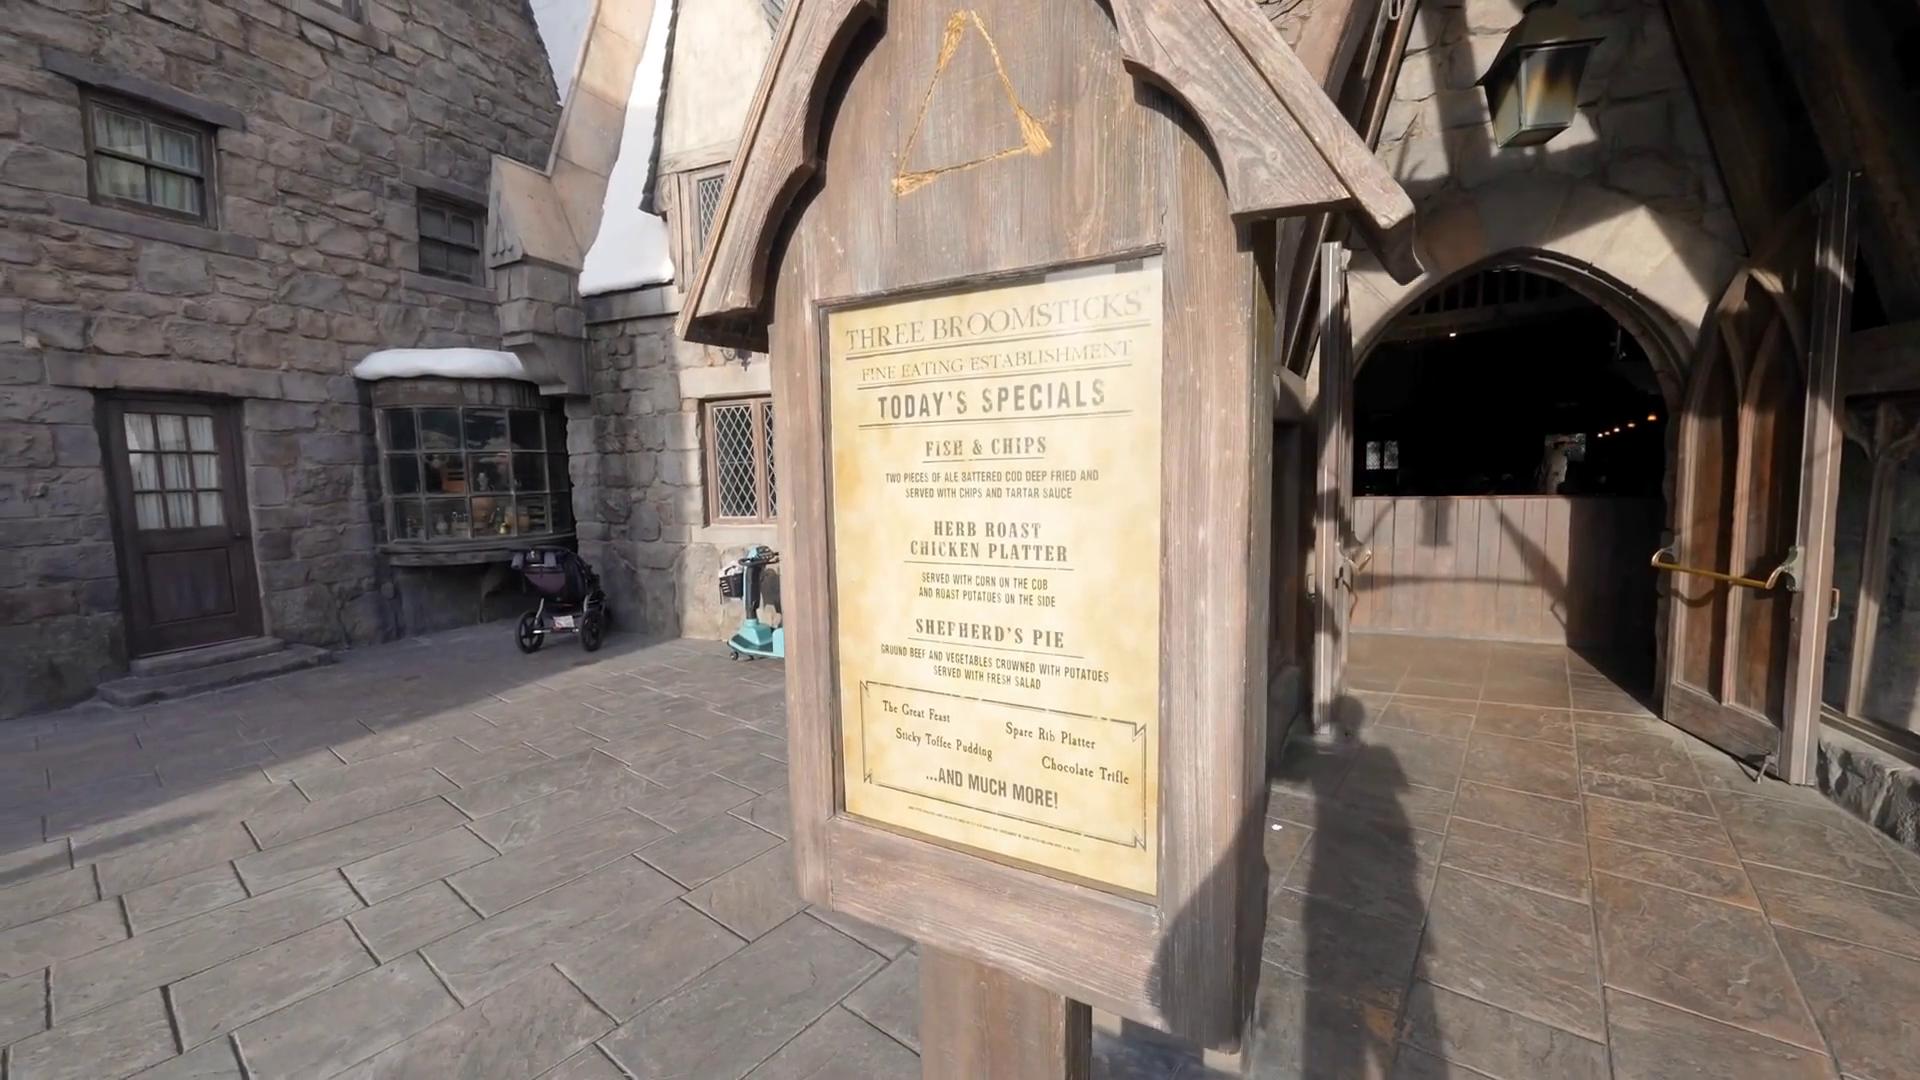 THREE BROOMSTICKS™
FINE EATING ESTABLISHMENT
TODAY'S SPECIALS
FISH & CHIPS
TWO PIECES OF ALE BATTERED COD DEEP FRIED AND
SERVED WITH CHIPS AND TARTAR SAUCE
HERB ROAST
CHICKEN PLATTER
SERVED WITH CORN ON THE COB
AND ROAST POTATOES ON THE SIDE
SHEPHERD'S PIE
GROUND BEEF AND VEGETABLES CROWNED WITH POTATOES
SERVED WITH FRESH SALAD
The Great Feast
Spare Rib Platter
Sticky Toffee Pudding
Chocolate Trifle
...AND MUCH MORE!